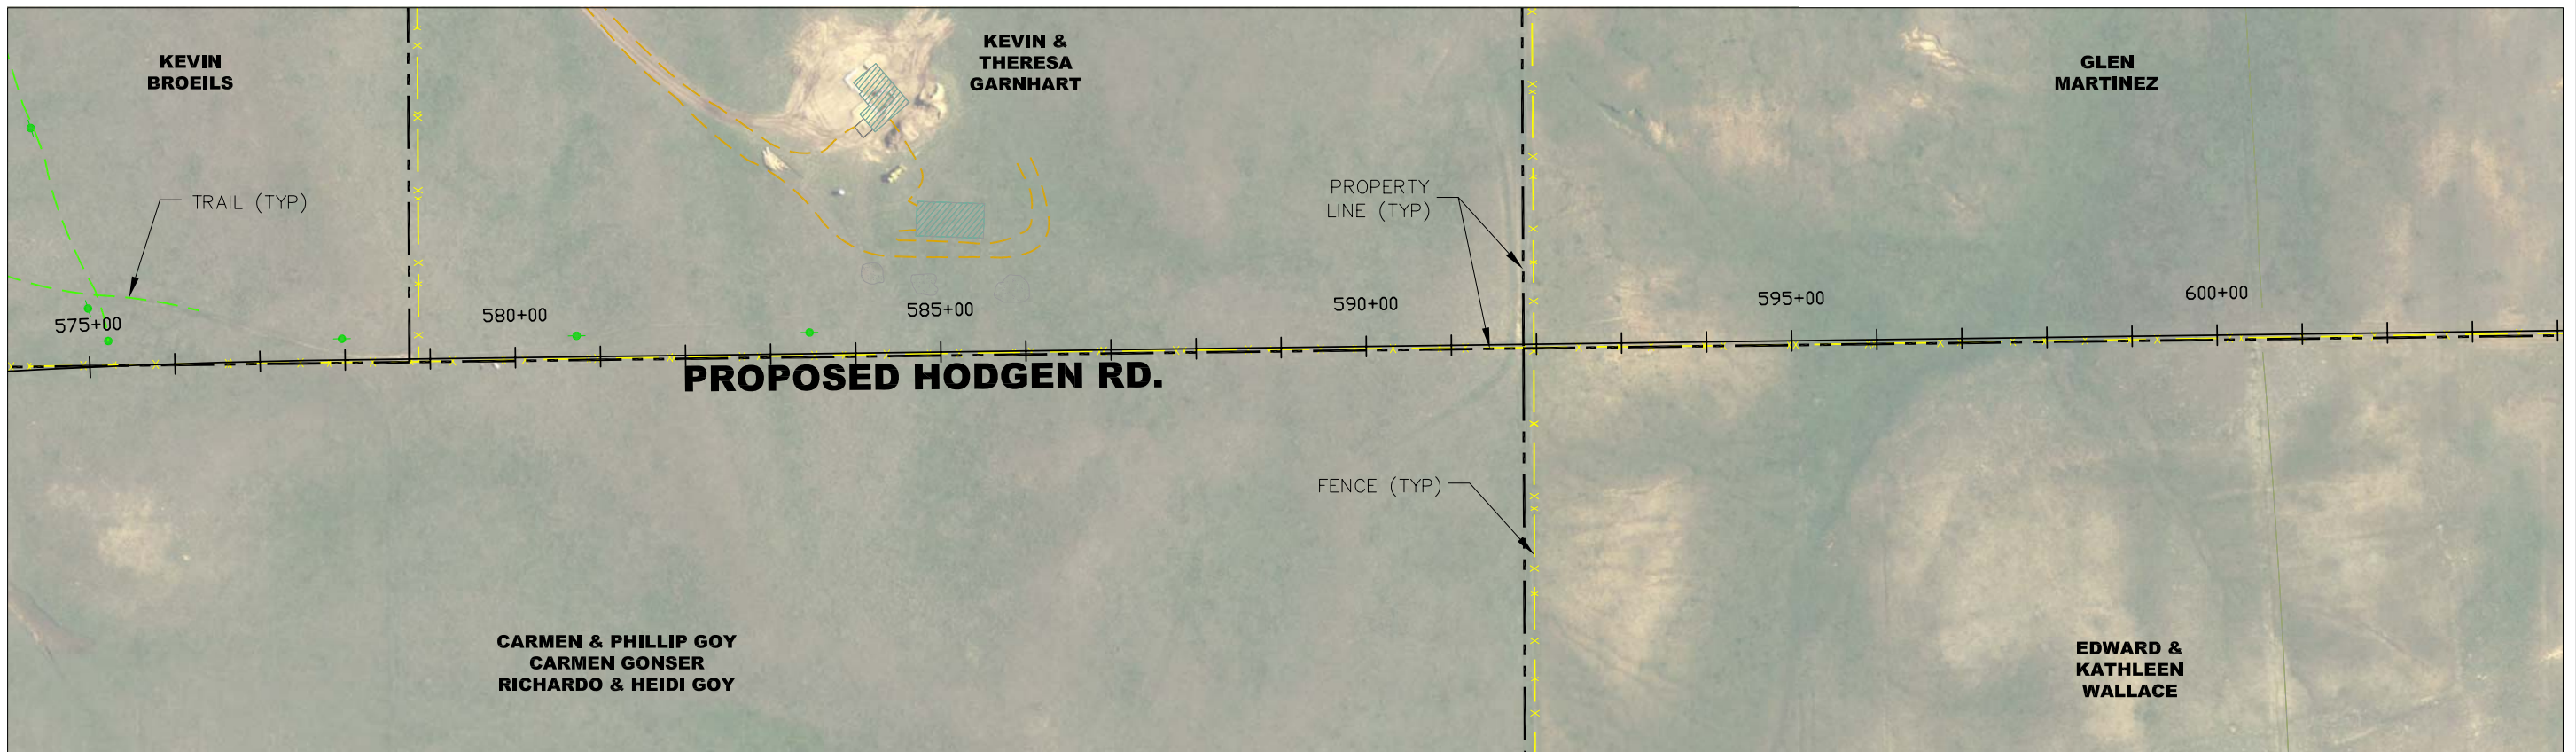 KEVIN
BROEILS
KEVIN &
THERESA
GARNHART
GLEN
MARTINEZ
TRAIL (TYP)
PROPERTY
LINE (TYP)
575+00
580+00
585+00
590+00
595+00
600+00
PROPOSED HODGEN RD.
FENCE (TYP)
CARMEN & PHILLIP GOY
CARMEN GONSER
RICHARDO & HEIDI GOY
EDWARD &
KATHLEEN
WALLACE